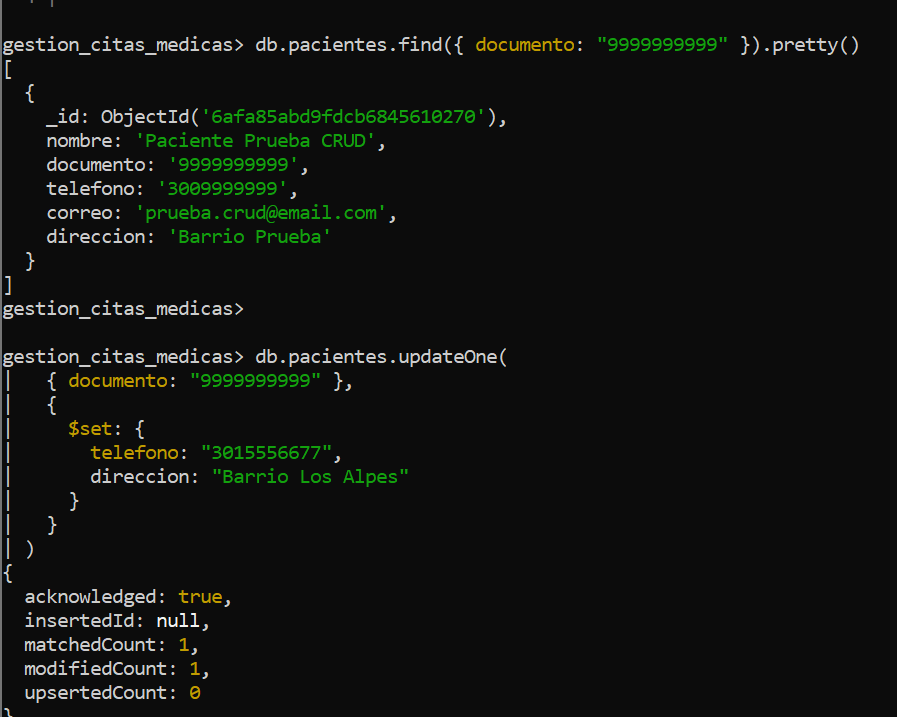 gestion_citas_medicas> db.pacientes.find({ documento: "9999999999" }).pretty()
[
  {
    _id: ObjectId('6afa85abd9fdcb6845610270'),
    nombre: 'Paciente Prueba CRUD',
    documento: '9999999999',
    telefono: '3009999999',
    correo: 'prueba.crud@email.com',
    direccion: 'Barrio Prueba'
  }
]
gestion_citas_medicas>
gestion_citas_medicas> db.pacientes.updateOne(
|   { documento: "9999999999" },
|   {
|     $set: {
|       telefono: "3015556677",
|       direccion: "Barrio Los Alpes"
|     }
|   }
| )
{
  acknowledged: true,
  insertedId: null,
  matchedCount: 1,
  modifiedCount: 1,
  upsertedCount: 0
}